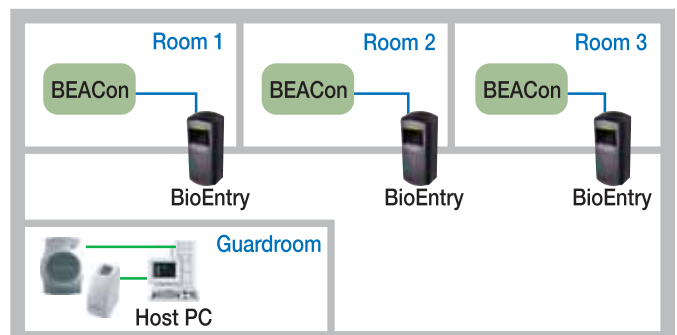 Room 1
Room 2
Room 3
BEACon
BEACon
BEACon
BioEntry
BioEntry
BioEntry
Guardroom
Host PC